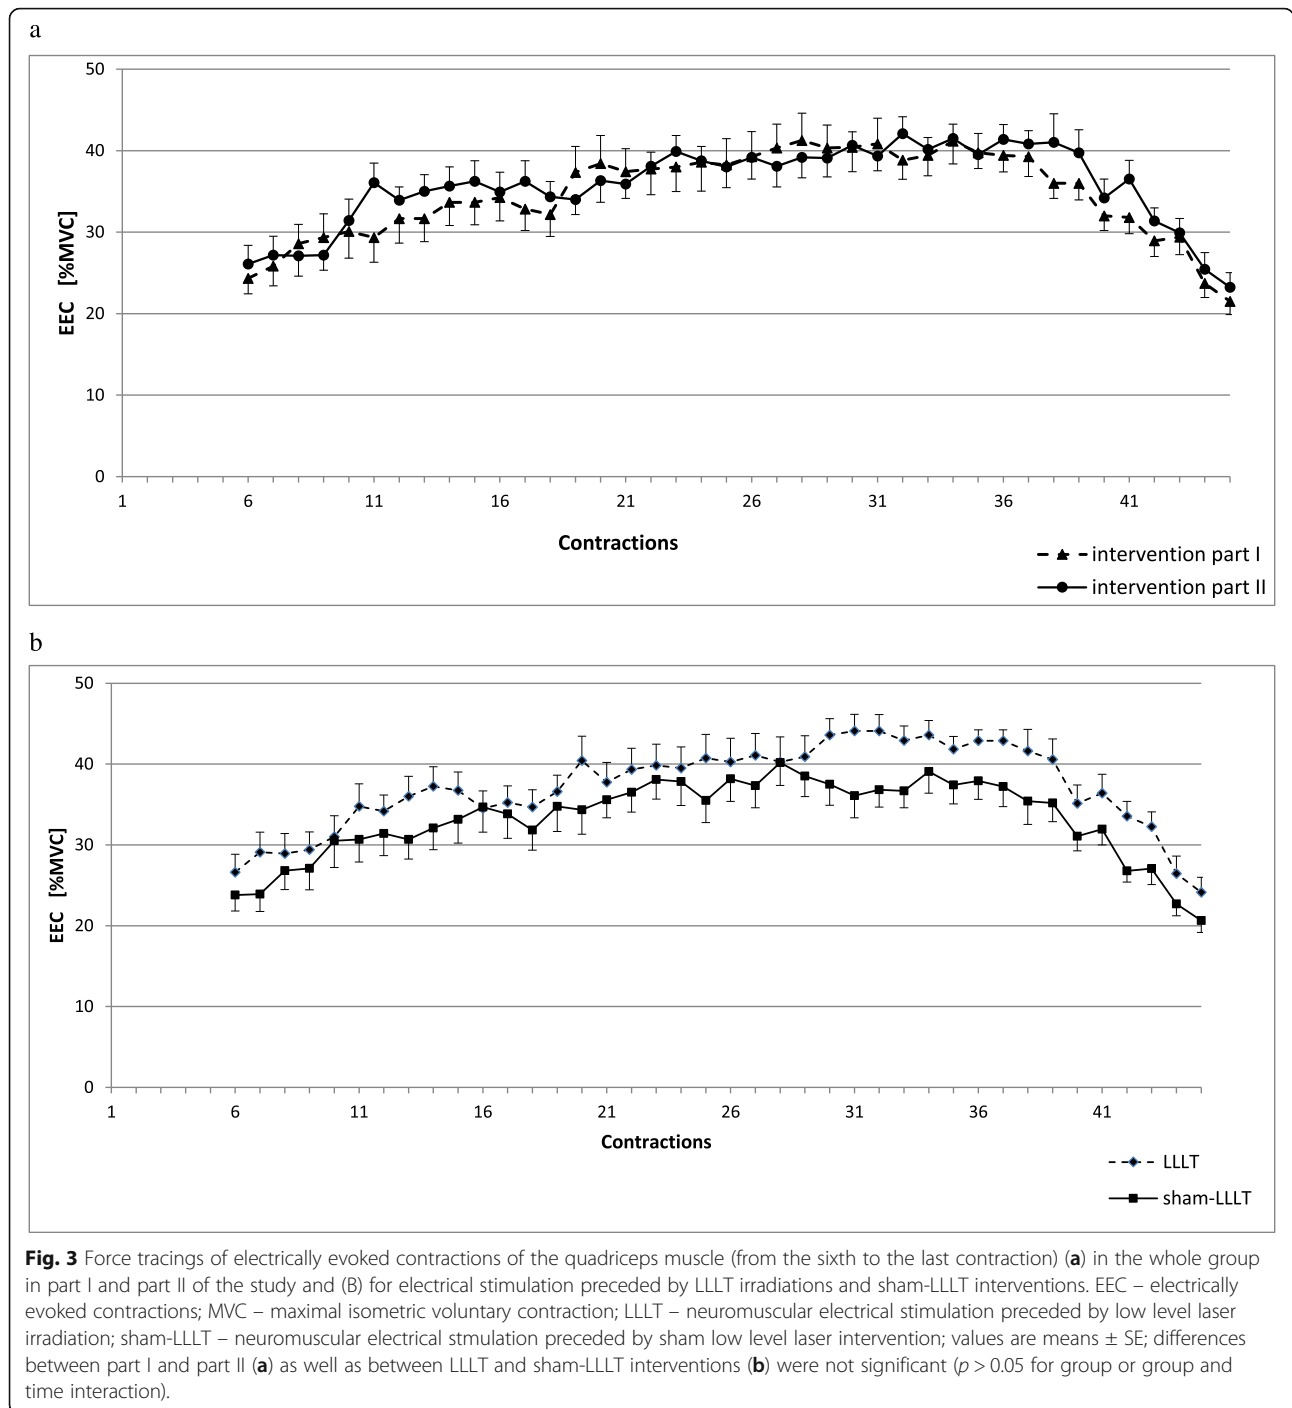 a
50
40
30
20
10
0
EEC [%MVC]
1 6 11 16 21 26 31 36 41
Contractions
intervention part I
intervention part II
b
50
40
30
20
10
0
EEC [%MVC]
1 6 11 16 21 26 31 36 41
Contractions
LLLT
sham-LLLT
Fig. 3 Force tracings of electrically evoked contractions of the quadriceps muscle (from the sixth to the last contraction) (a) in the whole group
in part I and part II of the study and (B) for electrical stimulation preceded by LLLT irradiations and sham-LLLT interventions. EEC – electrically
evoked contractions; MVC – maximal isometric voluntary contraction; LLLT – neuromuscular electrical stimulation preceded by low level laser
irradiation; sham-LLLT – neuromuscular electrical stmulation preceded by sham low level laser intervention; values are means ± SE; differences
between part I and part II (a) as well as between LLLT and sham-LLLT interventions (b) were not significant (p > 0.05 for group or group and
time interaction).